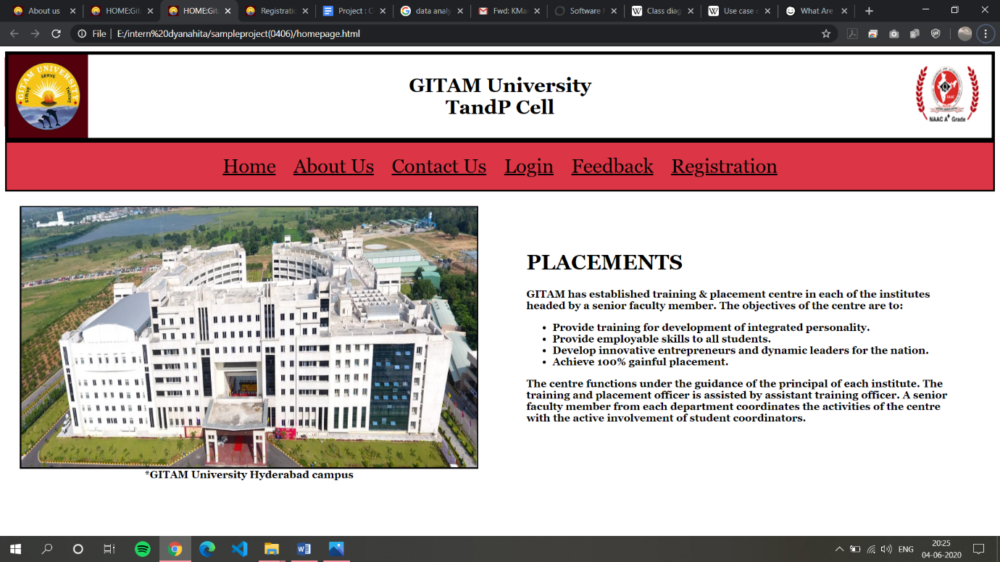 About us
HOME:Git
HOME:Git
Registratio
Project : C
data analy
Fwd: KMa
Software
Class diag
Use case
What Are
File | E:/intern%20dyanahita/sampleproject(0406)/homepage.html
GITAM UNIVERSITY
STRIVE SERVE THRIVE
GITAM University
TandP Cell
NAAC
NAAC A+ Grade
Home About Us Contact Us Login Feedback Registration
PLACEMENTS
GITAM has established training & placement centre in each of the institutes
headed by a senior faculty member. The objectives of the centre are to:
• Provide training for development of integrated personality.
• Provide employable skills to all students.
• Develop innovative entrepreneurs and dynamic leaders for the nation.
• Achieve 100% gainful placement.
The centre functions under the guidance of the principal of each institute. The
training and placement officer is assisted by assistant training officer. A senior
faculty member from each department coordinates the activities of the centre
with the active involvement of student coordinators.
*GITAM University Hyderabad campus
ENG
20:25
04-06-2020